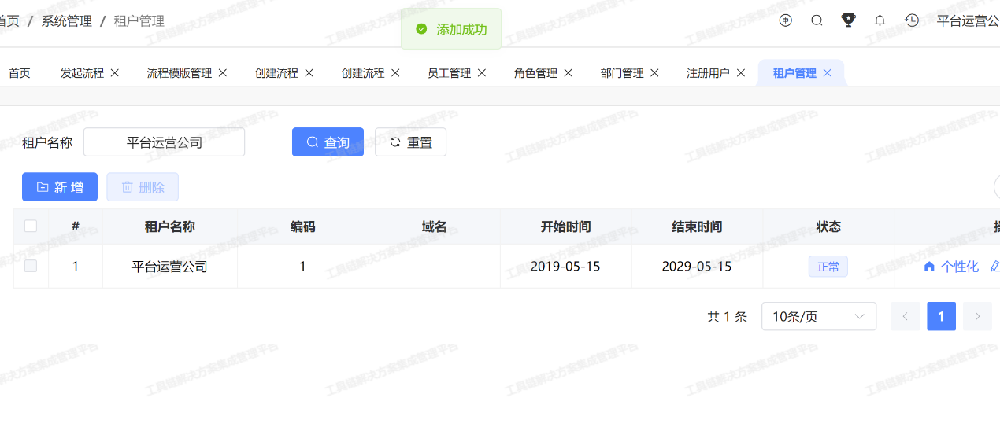 首页 / 系统管理 / 租户管理
添加成功
平台运营公
首页 发起流程 流程模版管理 创建流程 创建流程 员工管理 角色管理 部门管理 注册用户 租户管理
租户名称 平台运营公司 查询 重置
新 增 删除
# 租户名称 编码 域名 开始时间 结束时间 状态 操
1 平台运营公司 1 2019-05-15 2029-05-15 正常 个性化
共 1 条 10条/页 1
工具链解决方案集成管理平台